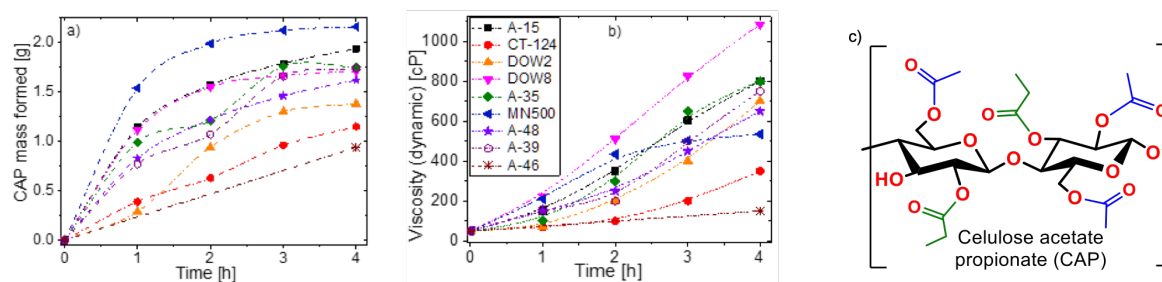 a)
CAP mass formed [g]
2.0
1.5
1.0
0.5
0.0
0 1 2 3 4
Time [h]
b)
Viscosity (dynamic) [cP]
1000
800
600
400
200
0
A-15
CT-124
DOW2
DOW8
A-35
MN500
A-48
A-39
A-46
0 1 2 3 4
Time [h]
c)
O
O
O
O
O
O
O
O
HO
O
O
O
O
O
O
O
Celulose acetate
propionate (CAP)